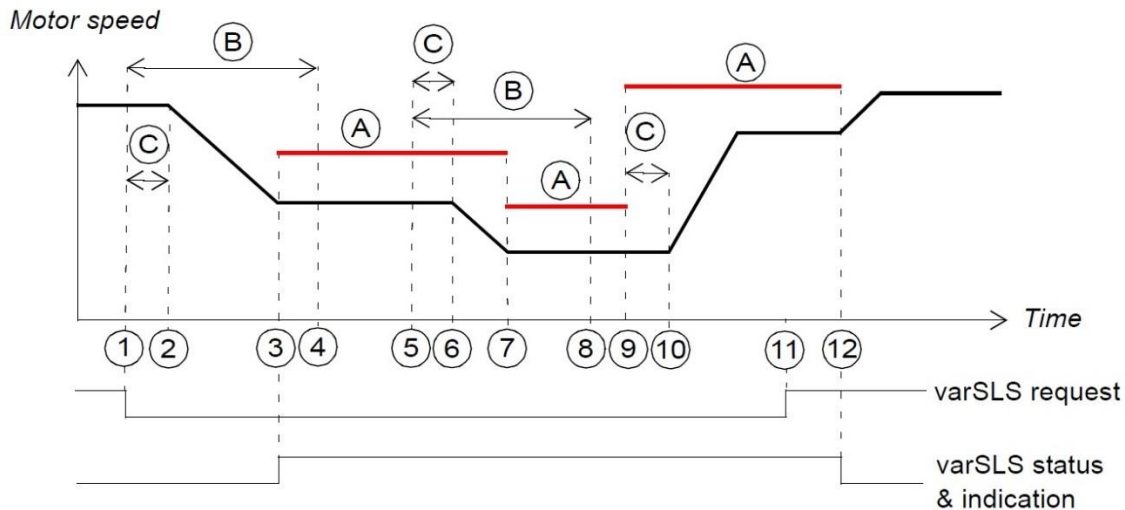 Motor speed
B
C
B
A
C
A
C
A
Time
1 2 3 4 5 6 7 8 9 10 11 12
varSLS request
varSLS status
& indication